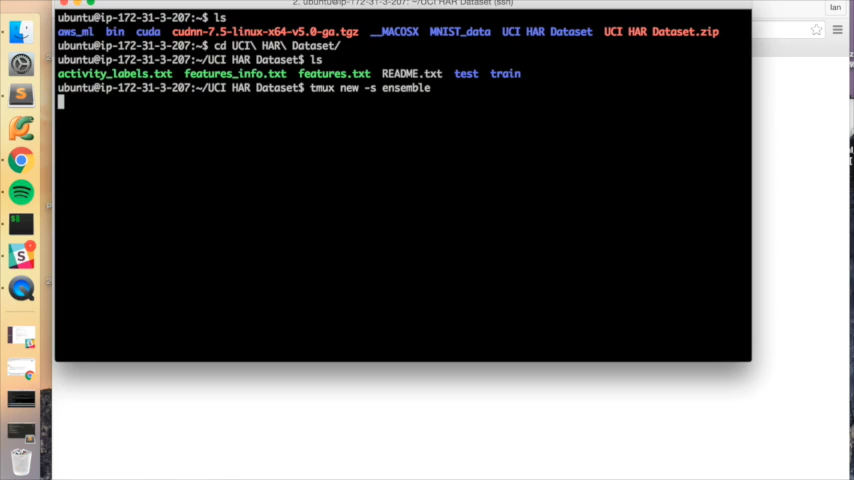 2. ubuntu@ip-172-31-3-207: ~/UCI HAR Dataset (ssh)
Ian
ubuntu@ip-172-31-3-207:~$ ls
aws_ml bin cuda cudnn-7.5-linux-x64-v5.0-ga.tgz __MACOSX MNIST_data UCI HAR Dataset UCI HAR Dataset.zip
ubuntu@ip-172-31-3-207:~$ cd UCI\ HAR\ Dataset/
ubuntu@ip-172-31-3-207:~/UCI HAR Dataset$ ls
activity_labels.txt features_info.txt features.txt README.txt test train
ubuntu@ip-172-31-3-207:~/UCI HAR Dataset$ tmux new -s ensemble